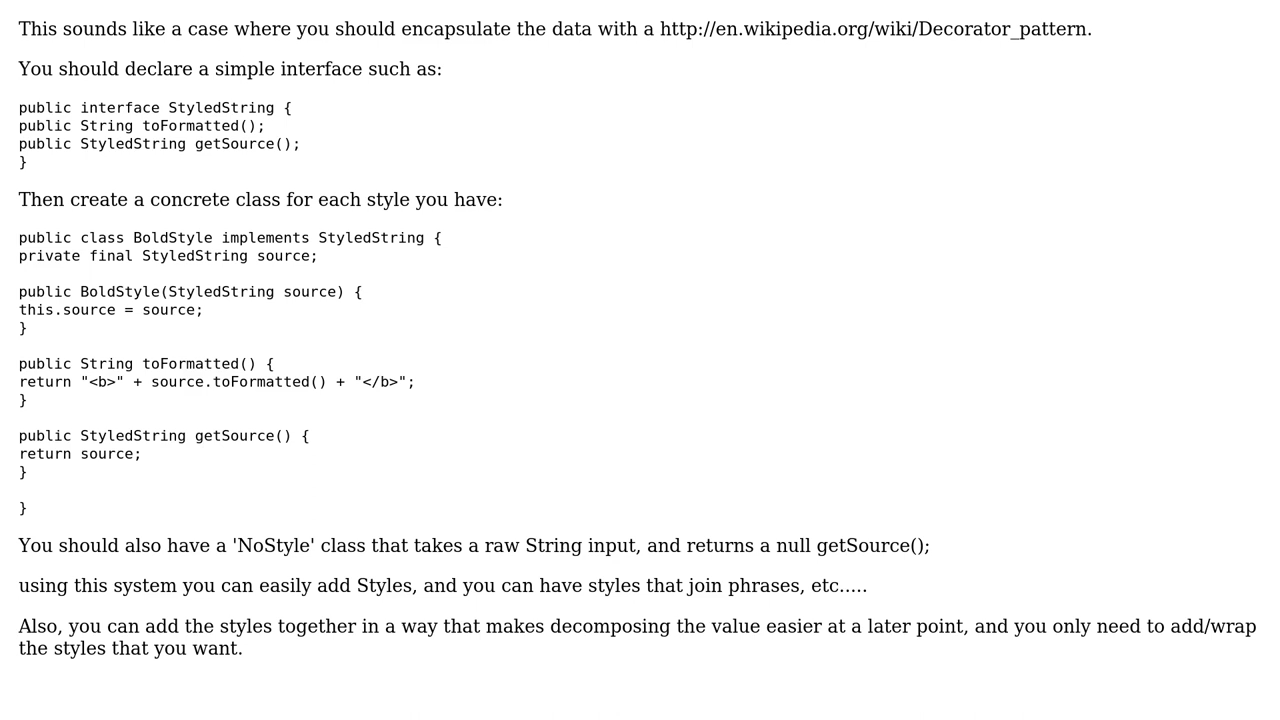 This sounds like a case where you should encapsulate the data with a http://en.wikipedia.org/wiki/Decorator_pattern.
You should declare a simple interface such as:
public interface StyledString {
public String toFormatted();
public StyledString getSource();
}
Then create a concrete class for each style you have:
public class BoldStyle implements StyledString {
private final StyledString source;
public BoldStyle(StyledString source) {
this.source = source;
}
public String toFormatted() {
return "<b>" + source.toFormatted() + "</b>";
}
public StyledString getSource() {
return source;
}
}
You should also have a 'NoStyle' class that takes a raw String input, and returns a null getSource();
using this system you can easily add Styles, and you can have styles that join phrases, etc.....
Also, you can add the styles together in a way that makes decomposing the value easier at a later point, and you only need to add/wrap
the styles that you want.